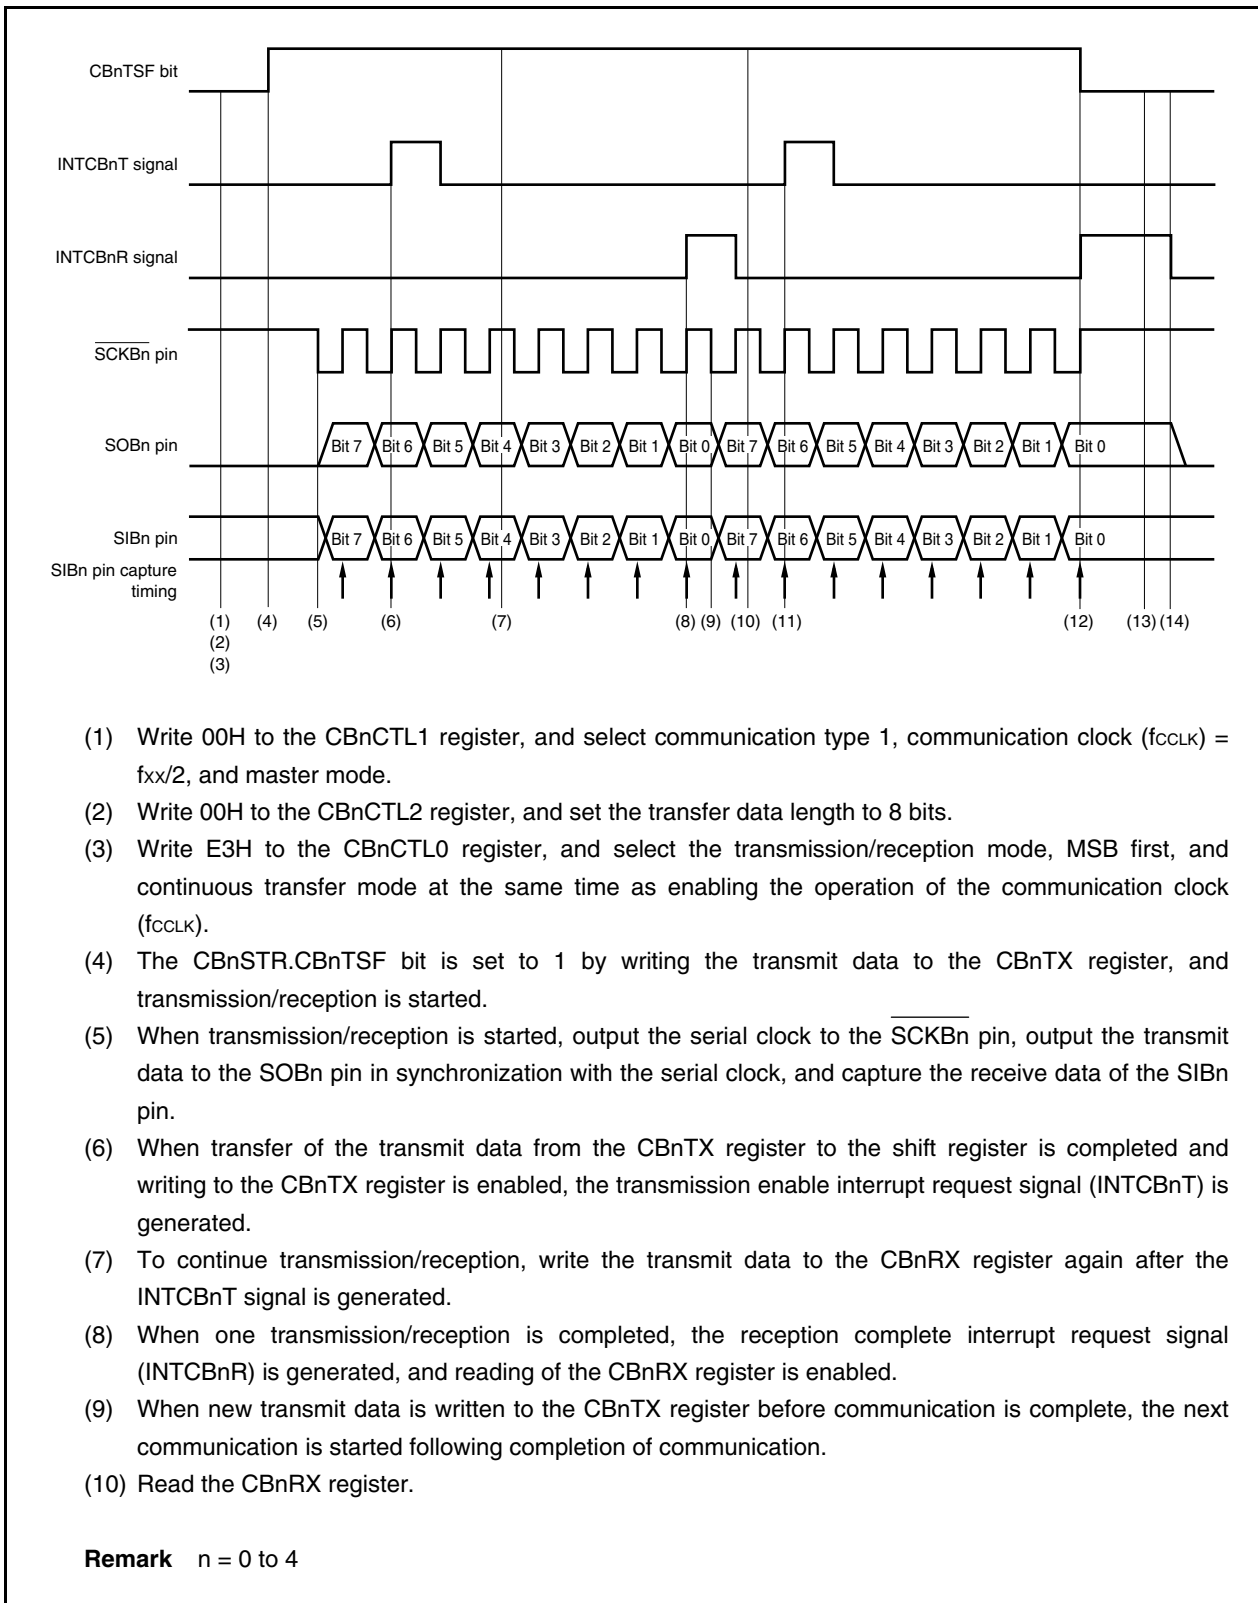 CBnTSF bit
INTCBnT signal
INTCBnR signal
SCKBn pin
SOBn pin
Bit 7 Bit 6 Bit 5 Bit 4 Bit 3 Bit 2 Bit 1 Bit 0 Bit 7 Bit 6 Bit 5 Bit 4 Bit 3 Bit 2 Bit 1 Bit 0
SIBn pin
Bit 7 Bit 6 Bit 5 Bit 4 Bit 3 Bit 2 Bit 1 Bit 0 Bit 7 Bit 6 Bit 5 Bit 4 Bit 3 Bit 2 Bit 1 Bit 0
SIBn pin capture
timing
(1) (4) (5) (6) (7) (8) (9) (10) (11) (12) (13) (14)
(2)
(3)
(1) Write 00H to the CBnCTL1 register, and select communication type 1, communication clock (fCCLK) =
fxx/2, and master mode.
(2) Write 00H to the CBnCTL2 register, and set the transfer data length to 8 bits.
(3) Write E3H to the CBnCTL0 register, and select the transmission/reception mode, MSB first, and
continuous transfer mode at the same time as enabling the operation of the communication clock
(fCCLK).
(4) The CBnSTR.CBnTSF bit is set to 1 by writing the transmit data to the CBnTX register, and
transmission/reception is started.
(5) When transmission/reception is started, output the serial clock to the SCKBn pin, output the transmit
data to the SOBn pin in synchronization with the serial clock, and capture the receive data of the SIBn
pin.
(6) When transfer of the transmit data from the CBnTX register to the shift register is completed and
writing to the CBnTX register is enabled, the transmission enable interrupt request signal (INTCBnT) is
generated.
(7) To continue transmission/reception, write the transmit data to the CBnRX register again after the
INTCBnT signal is generated.
(8) When one transmission/reception is completed, the reception complete interrupt request signal
(INTCBnR) is generated, and reading of the CBnRX register is enabled.
(9) When new transmit data is written to the CBnTX register before communication is complete, the next
communication is started following completion of communication.
(10) Read the CBnRX register.
Remark n = 0 to 4